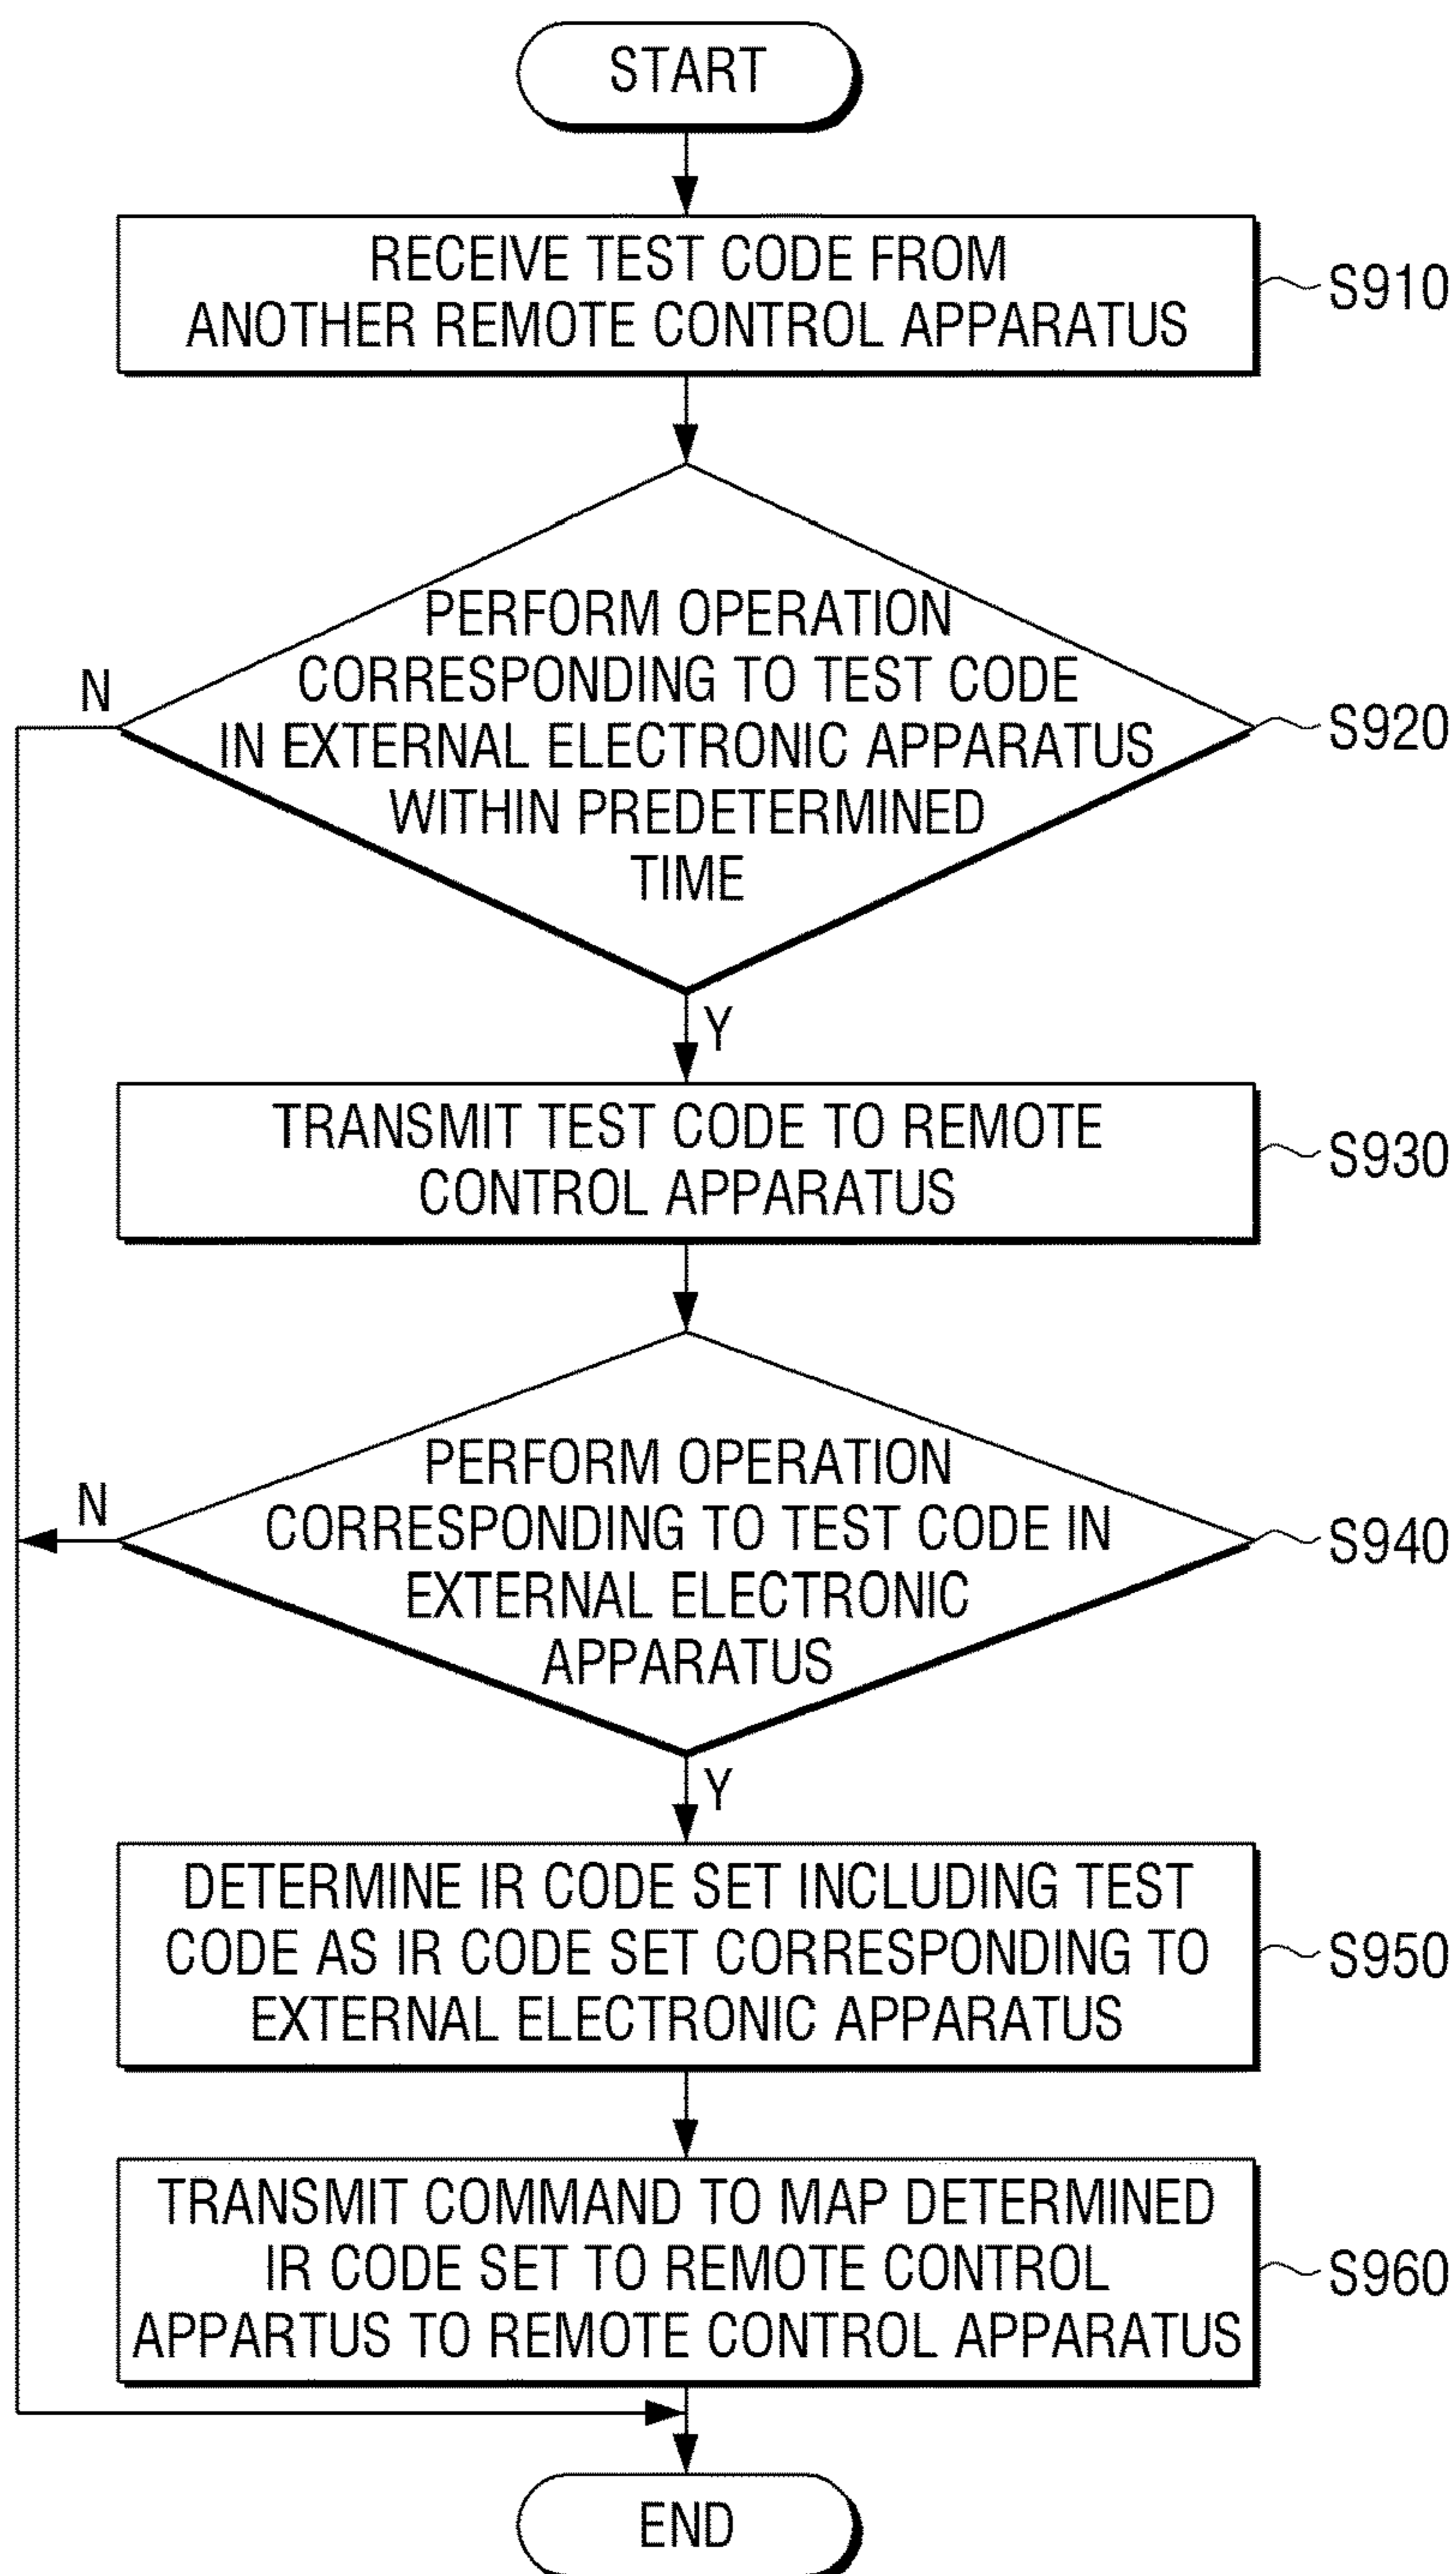 START
RECEIVE TEST CODE FROM
ANOTHER REMOTE CONTROL APPARATUS
S910
PERFORM OPERATION
CORRESPONDING TO TEST CODE
IN EXTERNAL ELECTRONIC APPARATUS
WITHIN PREDETERMINED
TIME
N
S920
Y
TRANSMIT TEST CODE TO REMOTE
CONTROL APPARATUS
S930
PERFORM OPERATION
CORRESPONDING TO TEST CODE IN
EXTERNAL ELECTRONIC
APPARATUS
N
S940
Y
DETERMINE IR CODE SET INCLUDING TEST
CODE AS IR CODE SET CORRESPONDING TO
EXTERNAL ELECTRONIC APPARATUS
S950
TRANSMIT COMMAND TO MAP DETERMINED
IR CODE SET TO REMOTE CONTROL
APPARTUS TO REMOTE CONTROL APPARATUS
S960
END